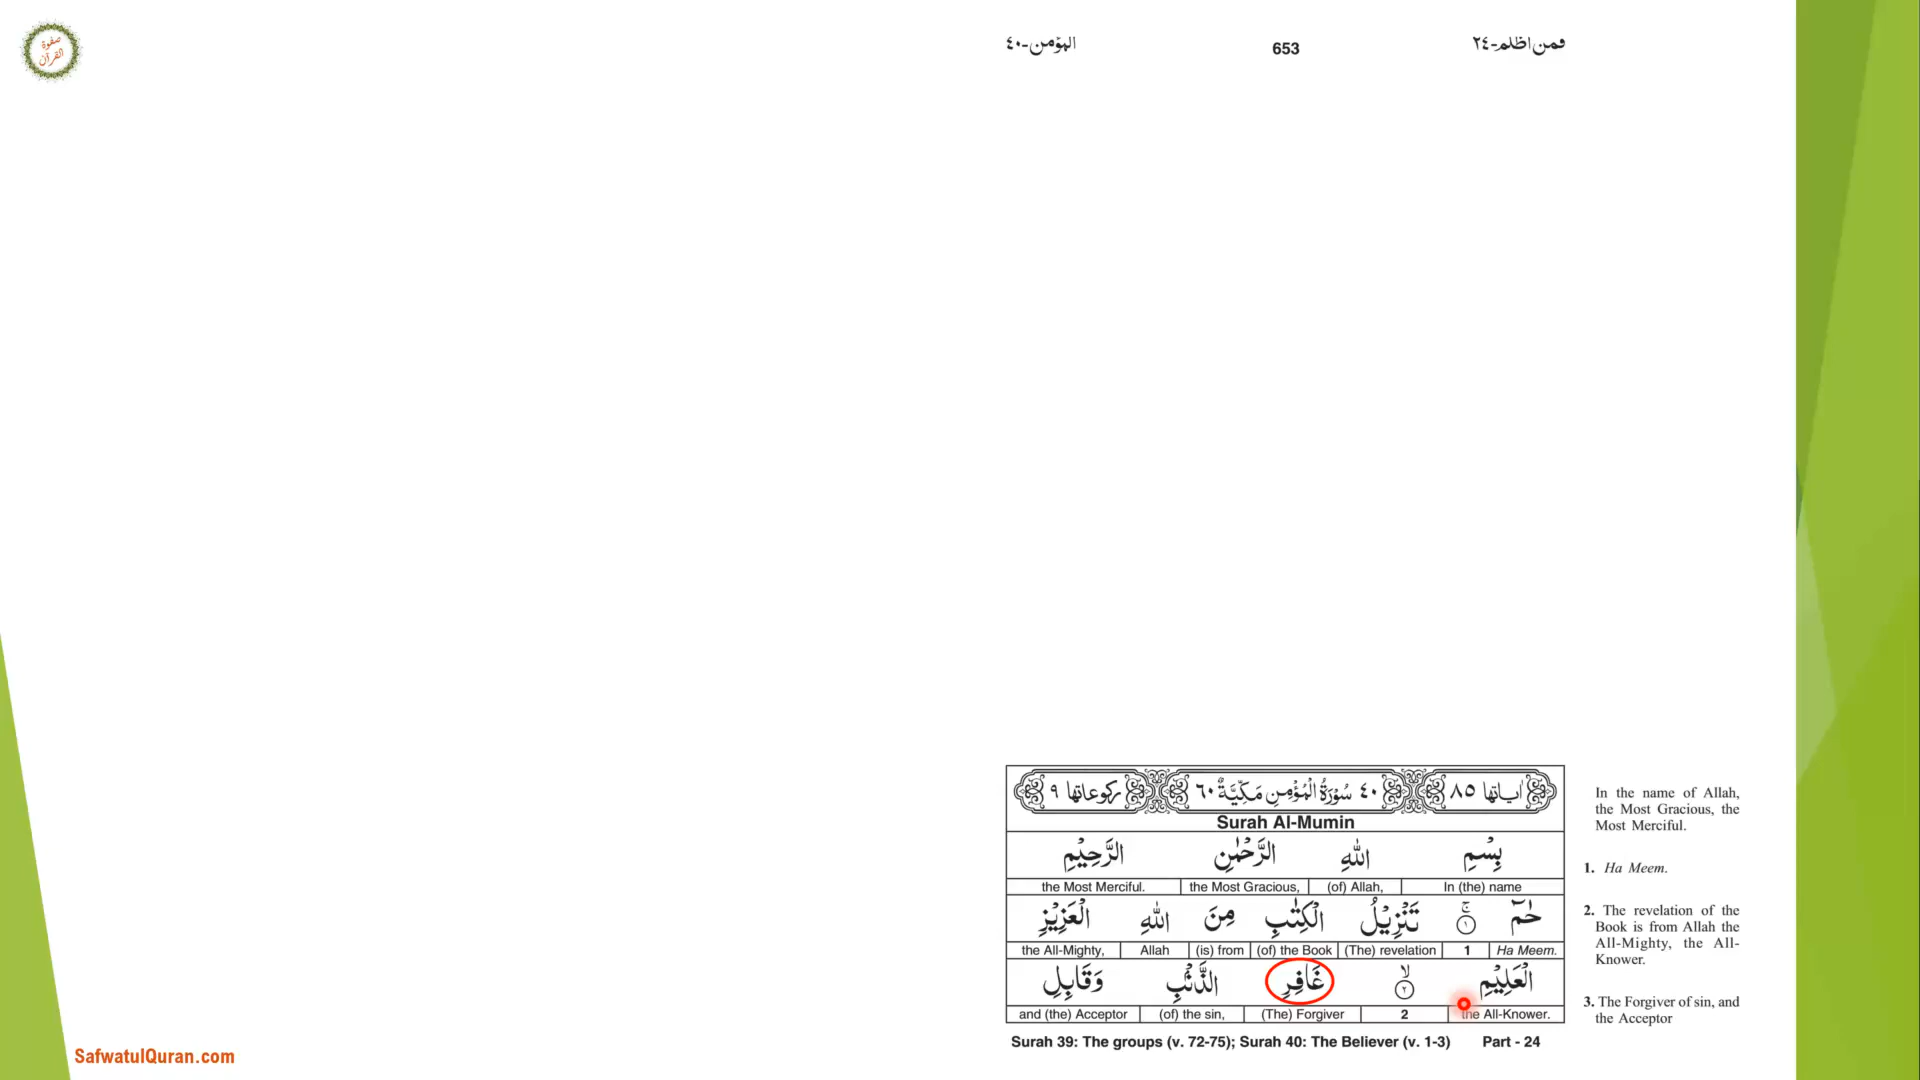 صفوة
القرآن
المؤمن-٤٠ 653 فمن اظلم-٢٤
اٰیاتها ٨٥ ٤٠ سُوْرَةُ الْمُؤْمِنِ مَكِّيَّةٌ ٦٠ ركوعاتها ٩
Surah Al-Mumin
بِسْمِ اللّٰهِ الرَّحْمٰنِ الرَّحِيْمِ
the Most Merciful. the Most Gracious, (of) Allah, In (the) name
حٰمٓ ۚ ١ تَنْزِيْلُ الْكِتٰبِ مِنَ اللّٰهِ الْعَزِيْزِ
the All-Mighty, Allah (is) from (of) the Book (The) revelation 1 Ha Meem.
الْعَلِيْمِ ۙ ٢ غَافِرِ الذَّنْۢبِ وَقَابِلِ
and (the) Acceptor (of) the sin, (The) Forgiver 2 the All-Knower.
Surah 39: The groups (v. 72-75); Surah 40: The Believer (v. 1-3) Part - 24
In the name of Allah,
the Most Gracious, the
Most Merciful.
1. Ha Meem.
2. The revelation of the
Book is from Allah the
All-Mighty, the All-
Knower.
3. The Forgiver of sin, and
the Acceptor
SafwatulQuran.com